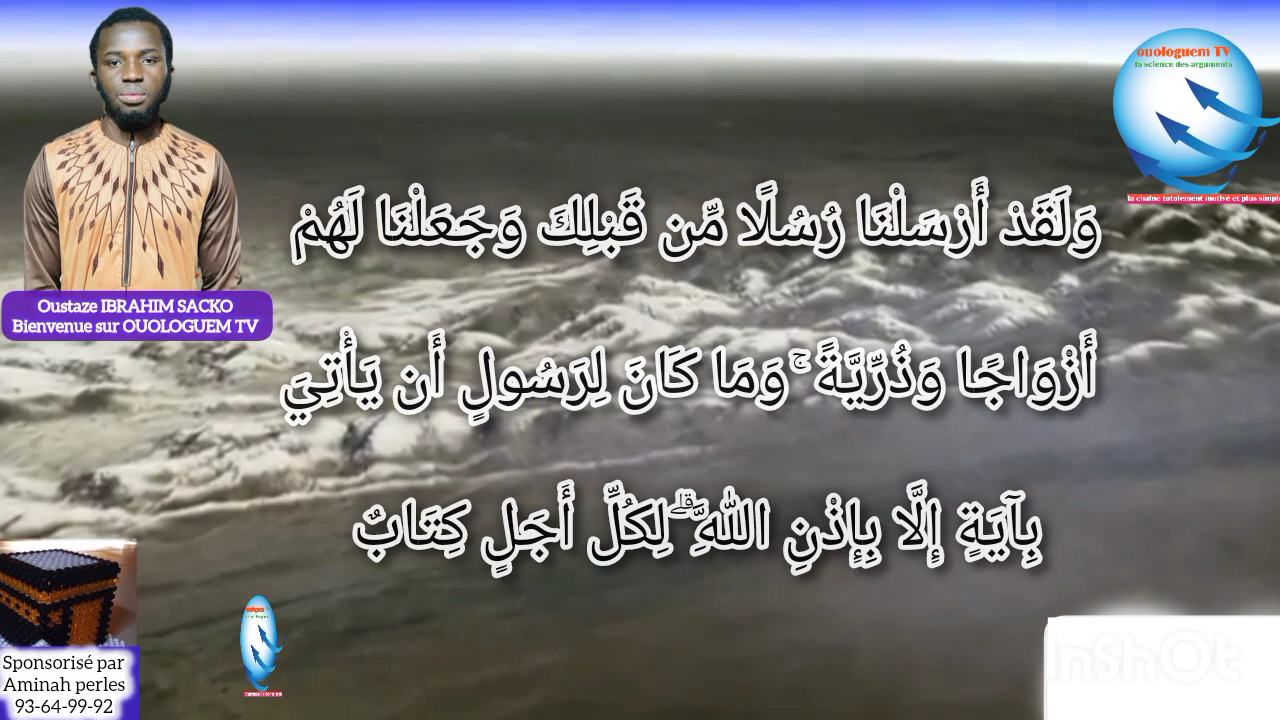 ouologuem TV
la science des arguments
la chaine totalement motivé et plus simple
وَلَقَدْ أَرْسَلْنَا رُسُلًا مِّن قَبْلِكَ وَجَعَلْنَا لَهُمْ
أَزْوَاجًا وَذُرِّيَّةً ۚ وَمَا كَانَ لِرَسُولٍ أَن يَأْتِيَ
بِآيَةٍ إِلَّا بِإِذْنِ اللَّهِ ۗ لِكُلِّ أَجَلٍ كِتَابٌ
Oustaze IBRAHIM SACKO
Bienvenue sur OUOLOGUEM TV
Sponsorisé par
Aminah perles
93-64-99-92
InShOt